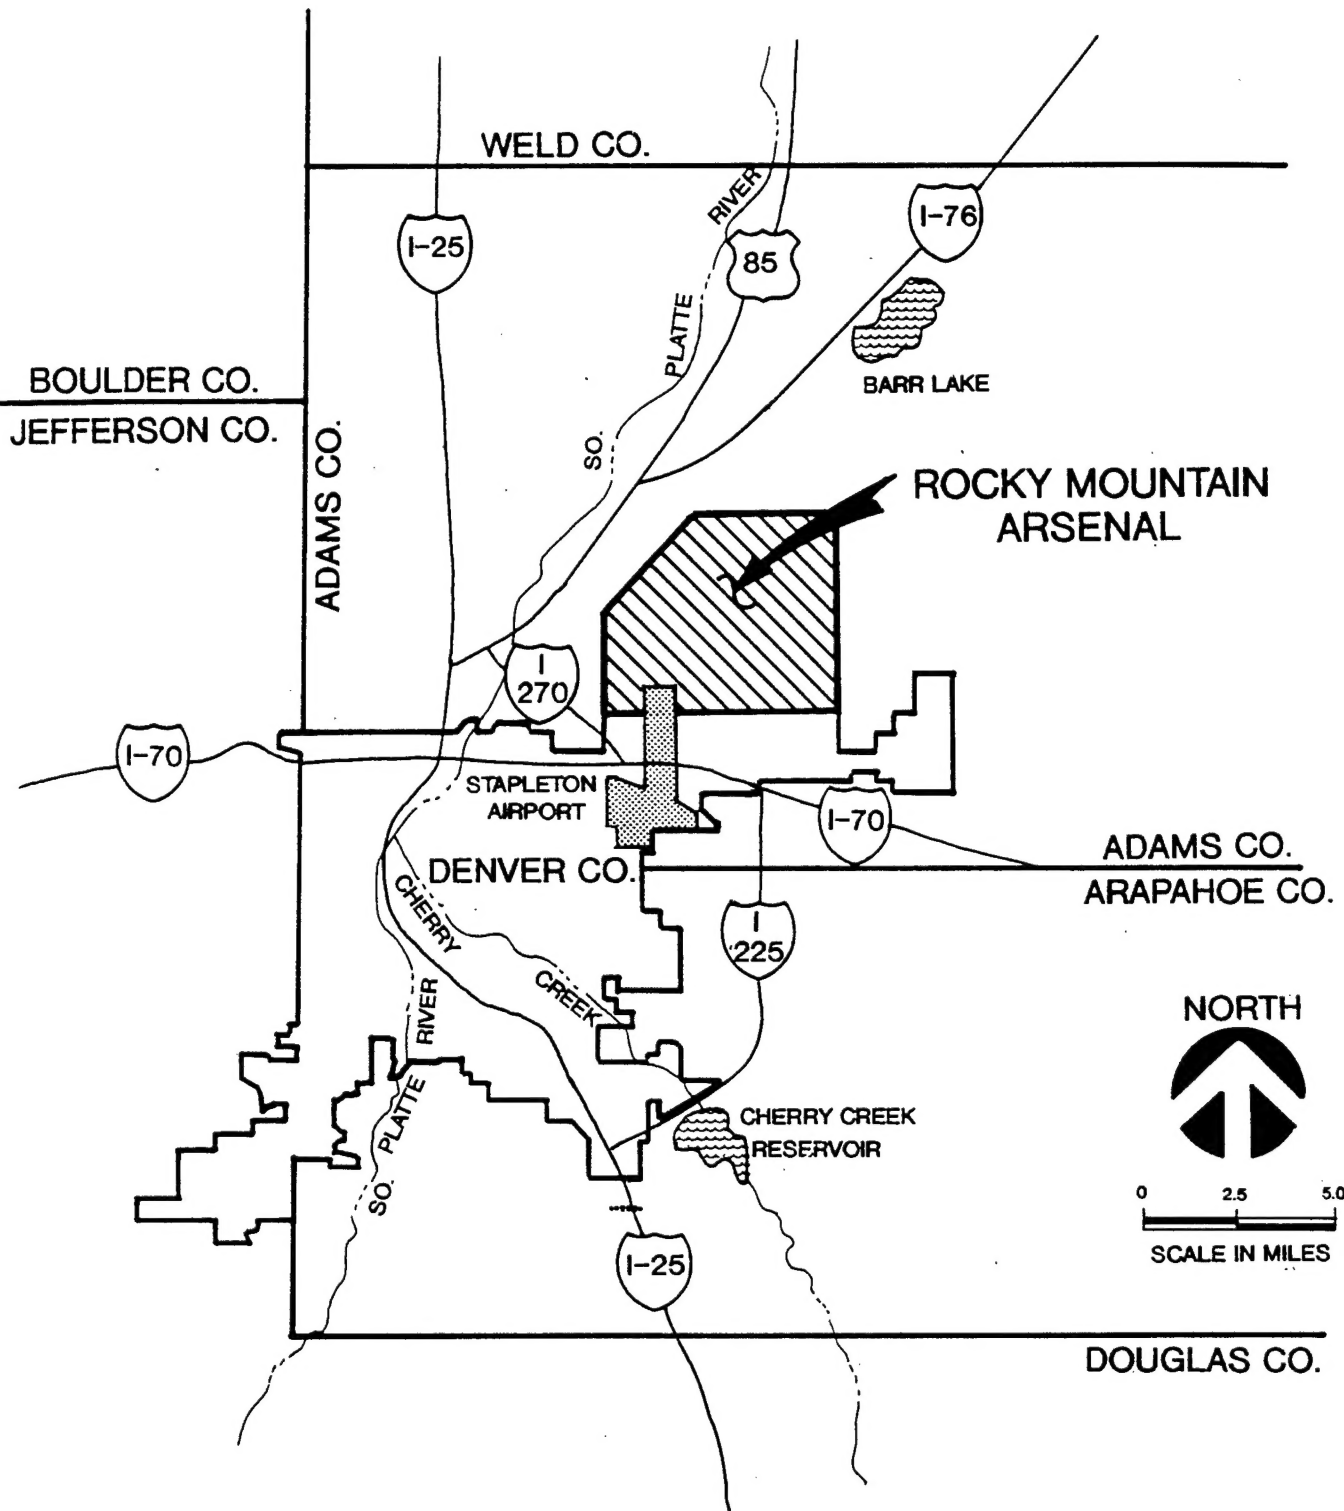 WELD CO.
RIVER
I-76
I-25
85
PLATTE
BOULDER CO.
BARR LAKE
JEFFERSON CO.
SO.
ADAMS CO.
ROCKY MOUNTAIN
ARSENAL
I
270
I-70
STAPLETON
AIRPORT
I-70
ADAMS CO.
DENVER CO.
ARAPAHOE CO.
CHERRY
I
225
CREEK
RIVER
NORTH
PLATTE
CHERRY CREEK
RESERVOIR
SO.
0 2.5 5.0
SCALE IN MILES
I-25
DOUGLAS CO.